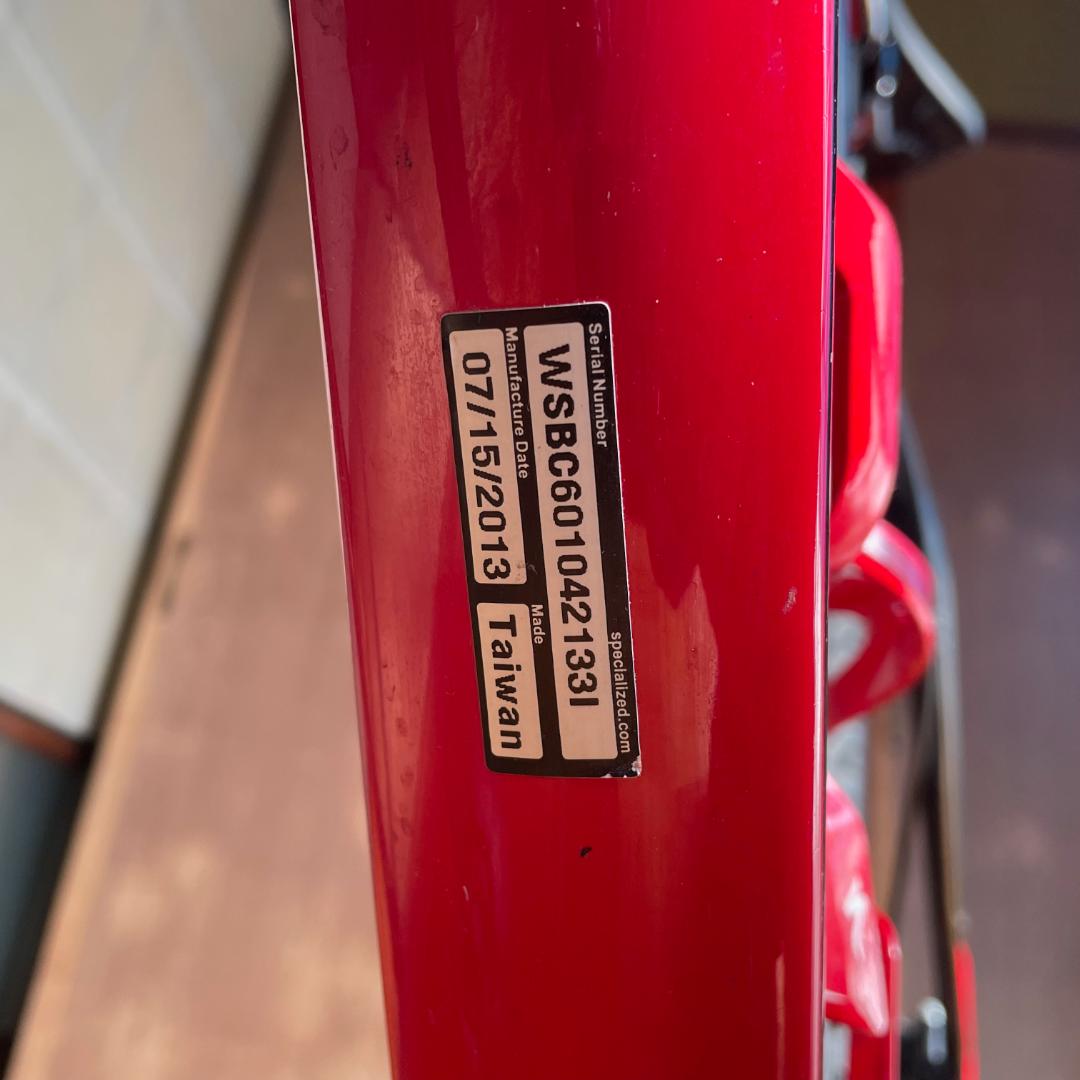 Serial Number
WSBC601042133I
specialized.com
Manufacture Date
07/15/2013
Made
Taiwan